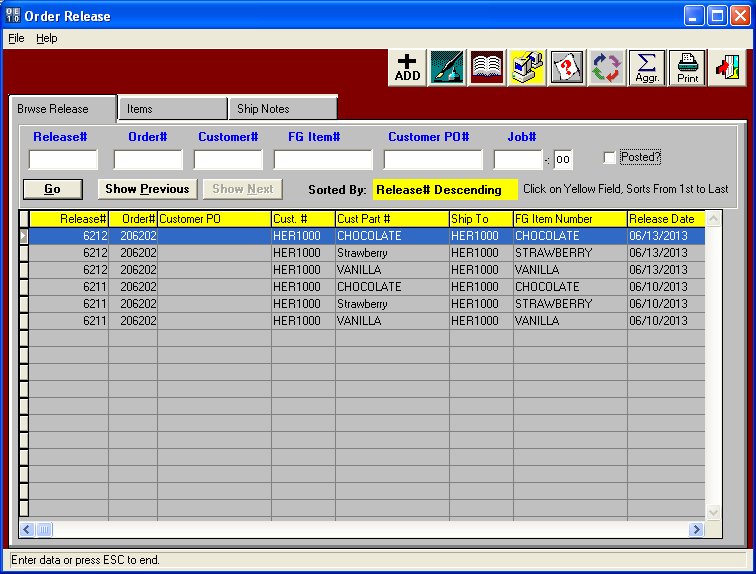 OE10 Order Release
File Help
ADD Aggr. Print
Brwse Release Items Ship Notes
Release# Order# Customer# FG Item# Customer PO# Job#
-: 00 Posted?
Go Show Previous Show Next Sorted By: Release# Descending Click on Yellow Field, Sorts From 1st to Last
Release# Order# Customer PO Cust. # Cust Part # Ship To FG Item Number Release Date
6212 206202 HER1000 CHOCOLATE HER1000 CHOCOLATE 06/13/2013
6212 206202 HER1000 Strawberry HER1000 STRAWBERRY 06/13/2013
6212 206202 HER1000 VANILLA HER1000 VANILLA 06/13/2013
6211 206202 HER1000 CHOCOLATE HER1000 CHOCOLATE 06/10/2013
6211 206202 HER1000 Strawberry HER1000 STRAWBERRY 06/10/2013
6211 206202 HER1000 VANILLA HER1000 VANILLA 06/10/2013
Enter data or press ESC to end.